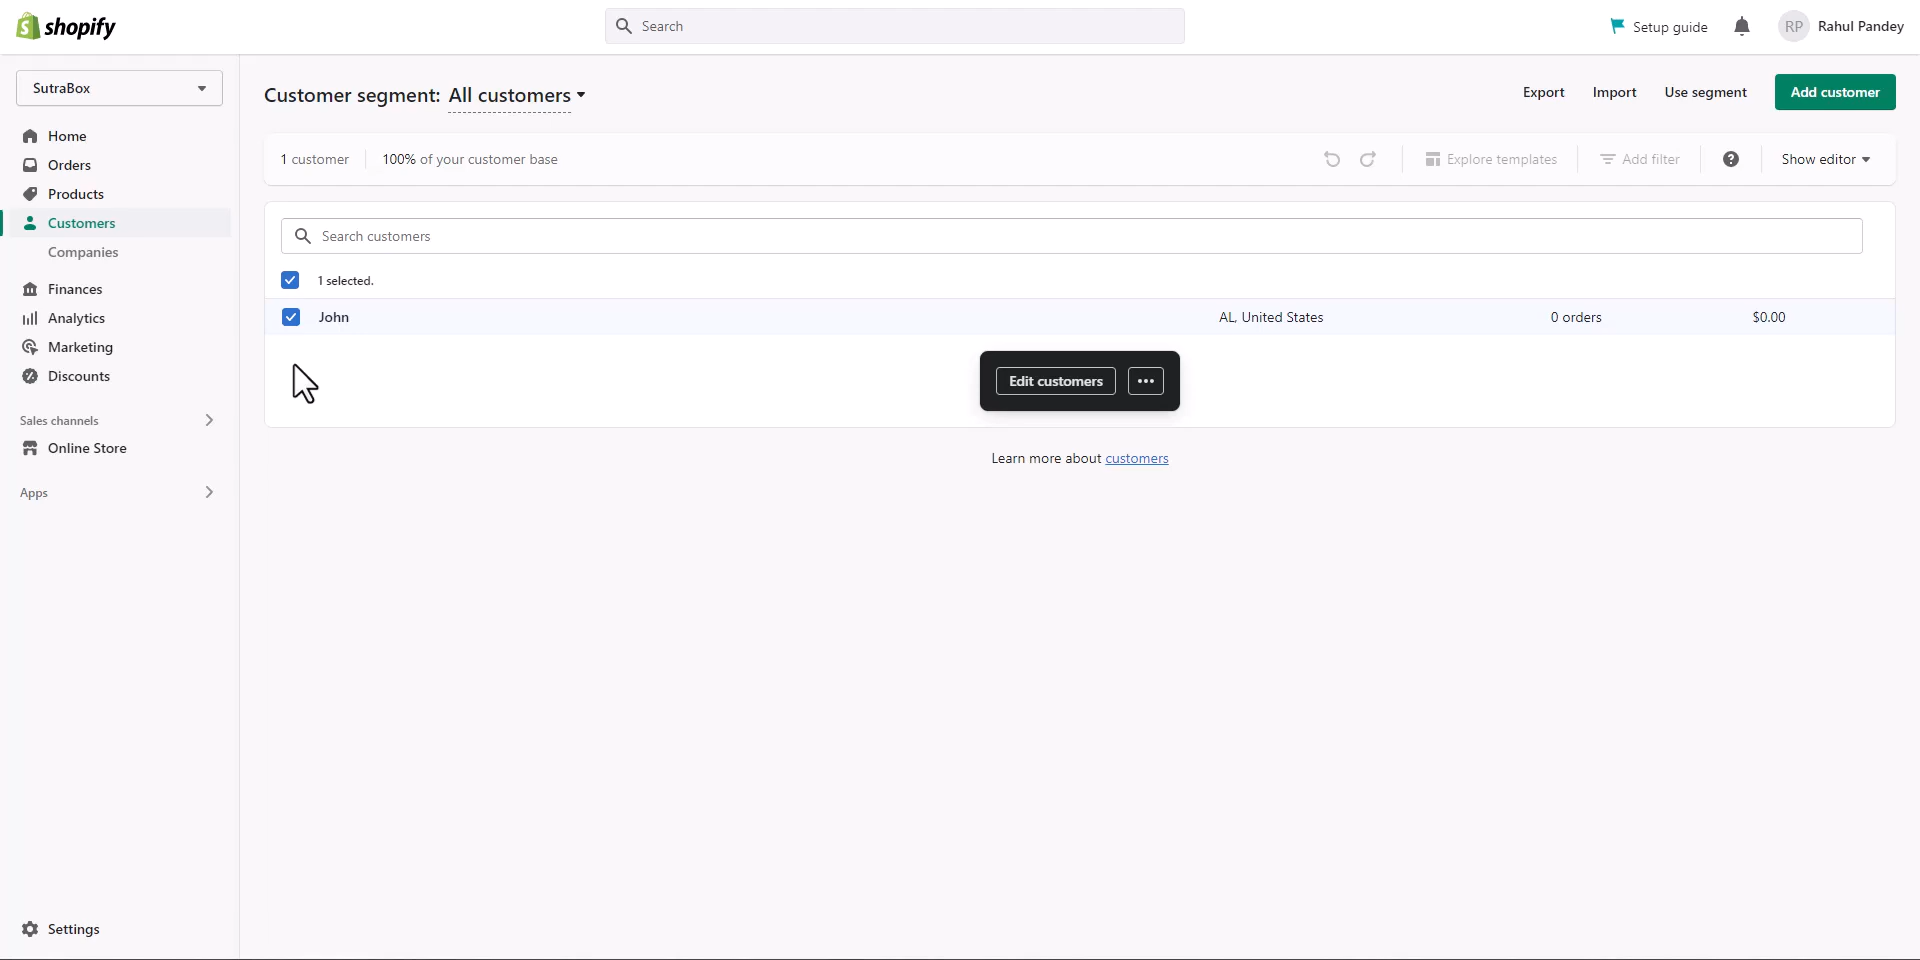 shopify
Search
Setup guide
RP
Rahul Pandey
SutraBox
Home
Orders
Products
Customers
Companies
Finances
Analytics
Marketing
Discounts
Sales channels
Online Store
Apps
Settings
Customer segment: All customers
Export
Import
Use segment
Add customer
1 customer
100% of your customer base
Explore templates
Add filter
Show editor
Search customers
1 selected.
John AL, United States 0 orders $0.00
Edit customers
Learn more about customers